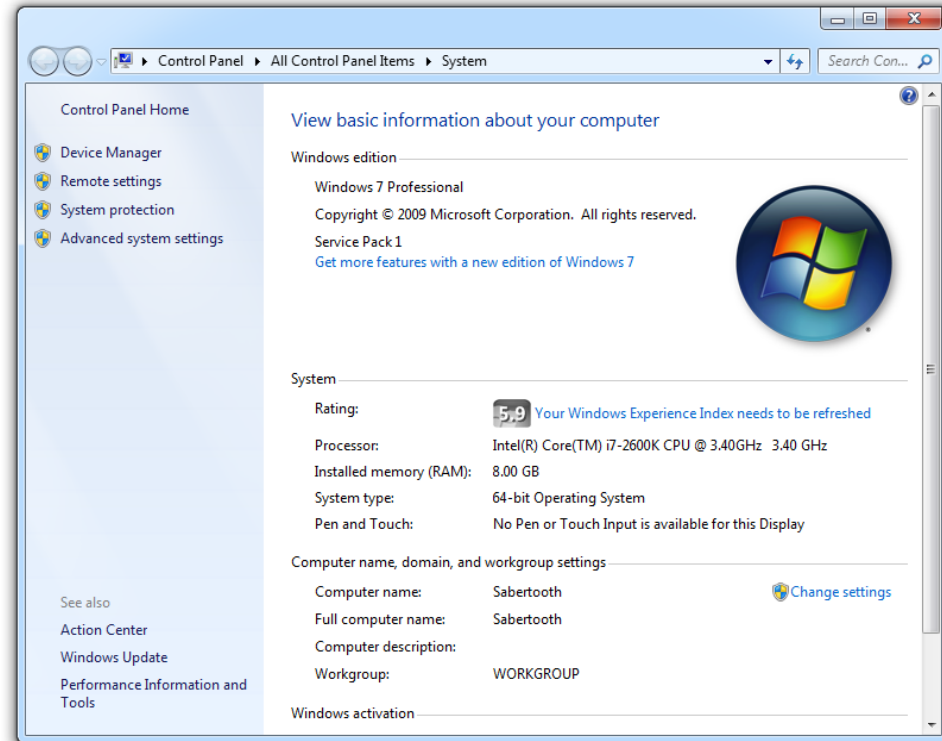 Control Panel ▸ All Control Panel Items ▸ System
Search Con...
Control Panel Home
Device Manager
Remote settings
System protection
Advanced system settings
See also
Action Center
Windows Update
Performance Information and
Tools
View basic information about your computer
Windows edition
Windows 7 Professional
Copyright © 2009 Microsoft Corporation. All rights reserved.
Service Pack 1
Get more features with a new edition of Windows 7
System
Rating: 5.9 Your Windows Experience Index needs to be refreshed
Processor: Intel(R) Core(TM) i7-2600K CPU @ 3.40GHz 3.40 GHz
Installed memory (RAM): 8.00 GB
System type: 64-bit Operating System
Pen and Touch: No Pen or Touch Input is available for this Display
Computer name, domain, and workgroup settings
Computer name: Sabertooth Change settings
Full computer name: Sabertooth
Computer description:
Workgroup: WORKGROUP
Windows activation